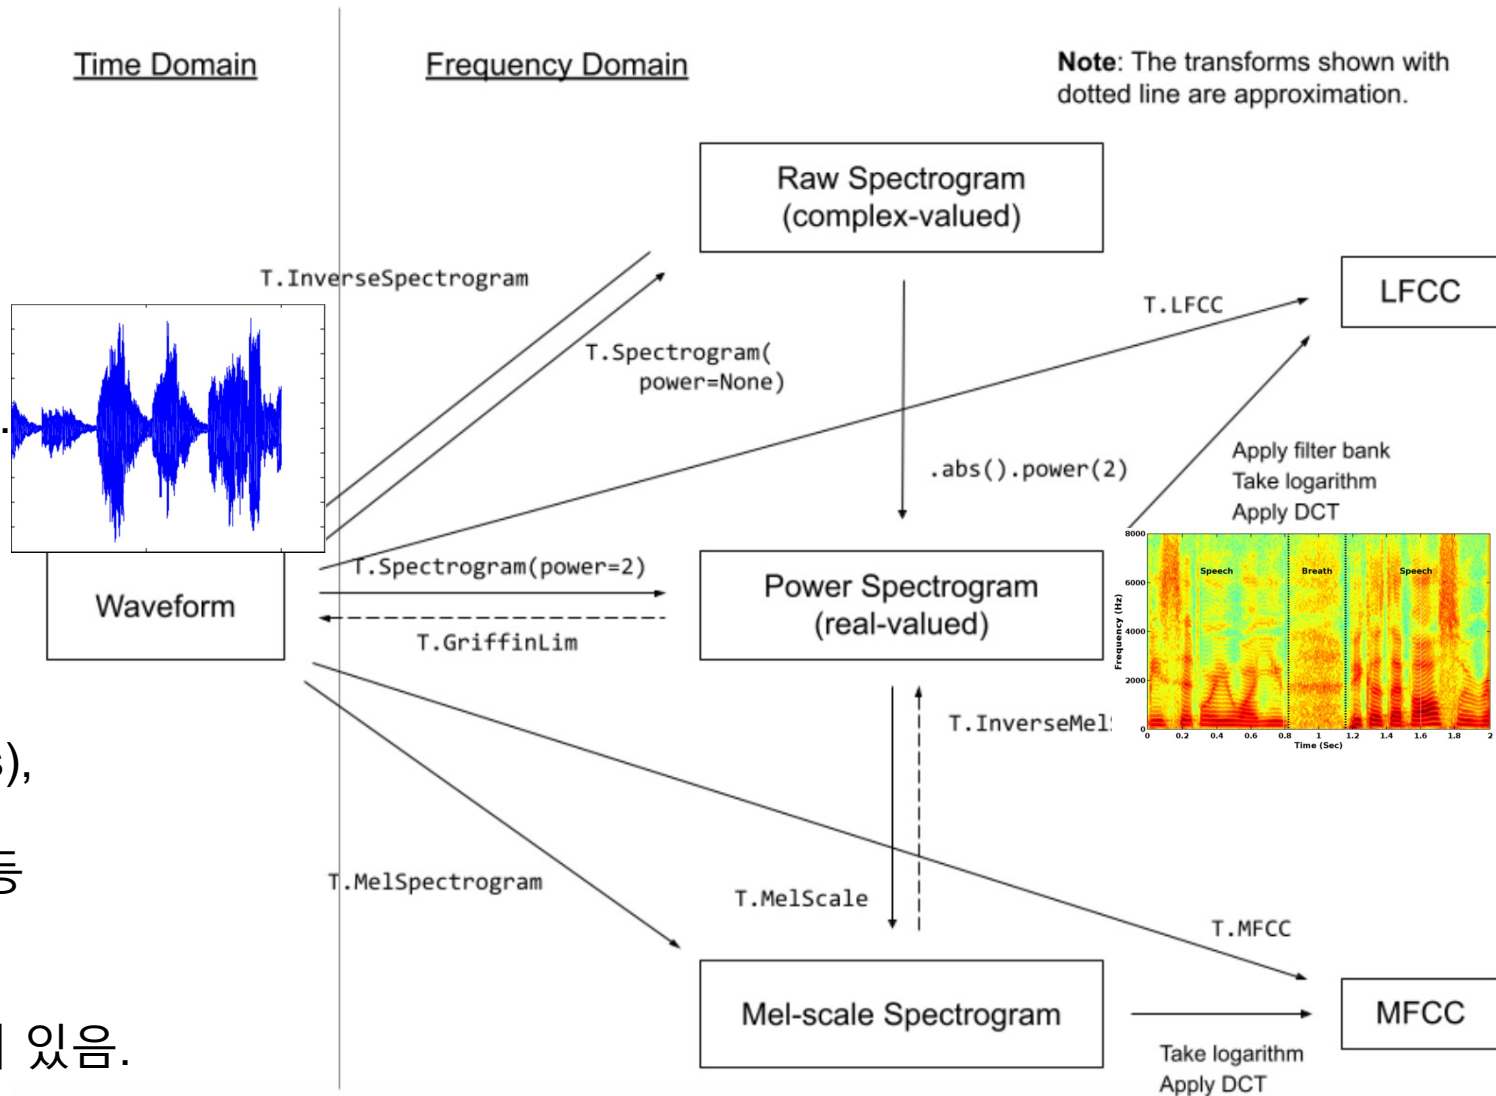 Time Domain
Frequency Domain
Note: The transforms shown with
dotted line are approximation.
Raw Spectrogram
(complex-valued)
T.InverseSpectrogram
T.LFCC
LFCC
T.Spectrogram(
power=None)
.abs().power(2)
Apply filter bank
Take logarithm
Apply DCT
T.Spectrogram(power=2)
Waveform
T.GriffinLim
Power Spectrogram
(real-valued)
8000
6000
4000
2000
0
Frequency (Hz)
Speech
Breath
Speech
0 0.2 0.4 0.6 0.8 1 1.2 1.4 1.6 1.8 2
Time (Sec)
T.InverseMel
s),
등
T.MelSpectrogram
T.MelScale
T.MFCC
Mel-scale Spectrogram
MFCC
있음.
Take logarithm
Apply DCT